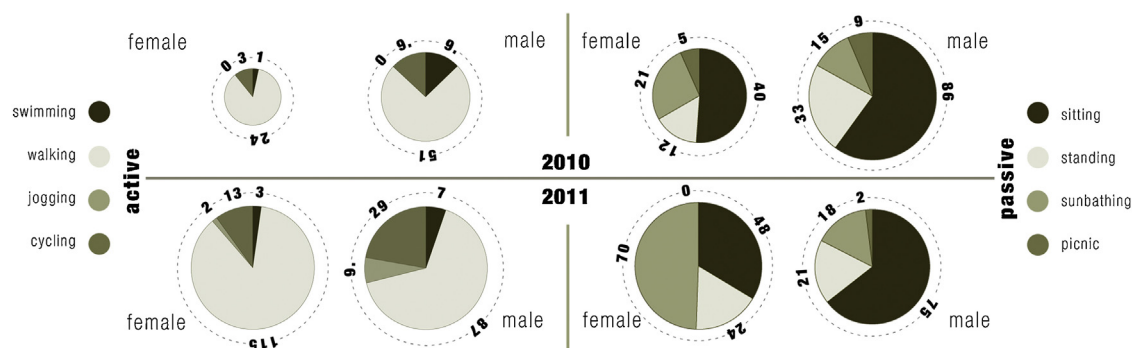 female
0
3
1
24
0
9.
9.
51
male
female
5
21
40
12
15
9
33
86
male
swimming
walking
jogging
cycling
active
2010
2011
passive
sitting
standing
sunbathing
picnic
2
13
3
115
female
29
7
9.
87
male
0
48
70
24
female
18
2
21
75
male